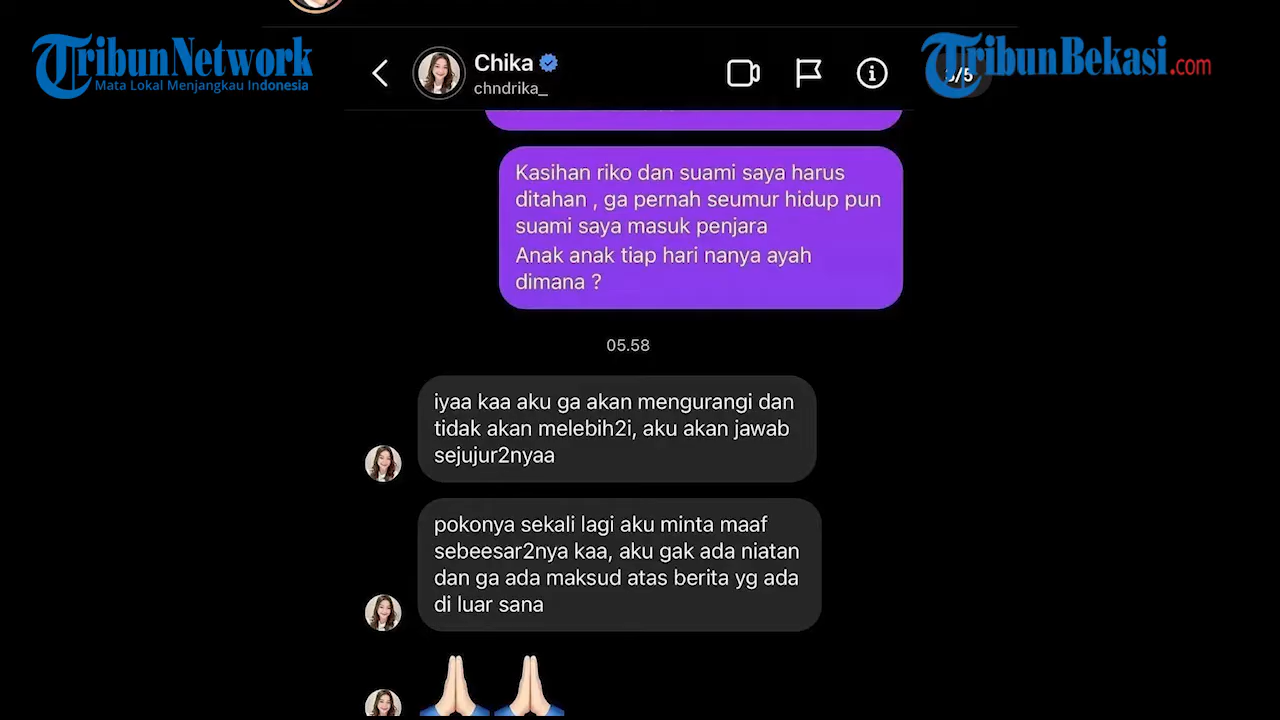 TribunNetwork
Mata Lokal Menjangkau Indonesia
Chika
chndrika_
TribunBekasi.com
3/5
Kasihan riko dan suami saya harus
ditahan , ga pernah seumur hidup pun
suami saya masuk penjara
Anak anak tiap hari nanya ayah
dimana ?
05.58
iyaa kaa aku ga akan mengurangi dan
tidak akan melebih2i, aku akan jawab
sejujur2nyaa
pokonya sekali lagi aku minta maaf
sebeesar2nya kaa, aku gak ada niatan
dan ga ada maksud atas berita yg ada
di luar sana